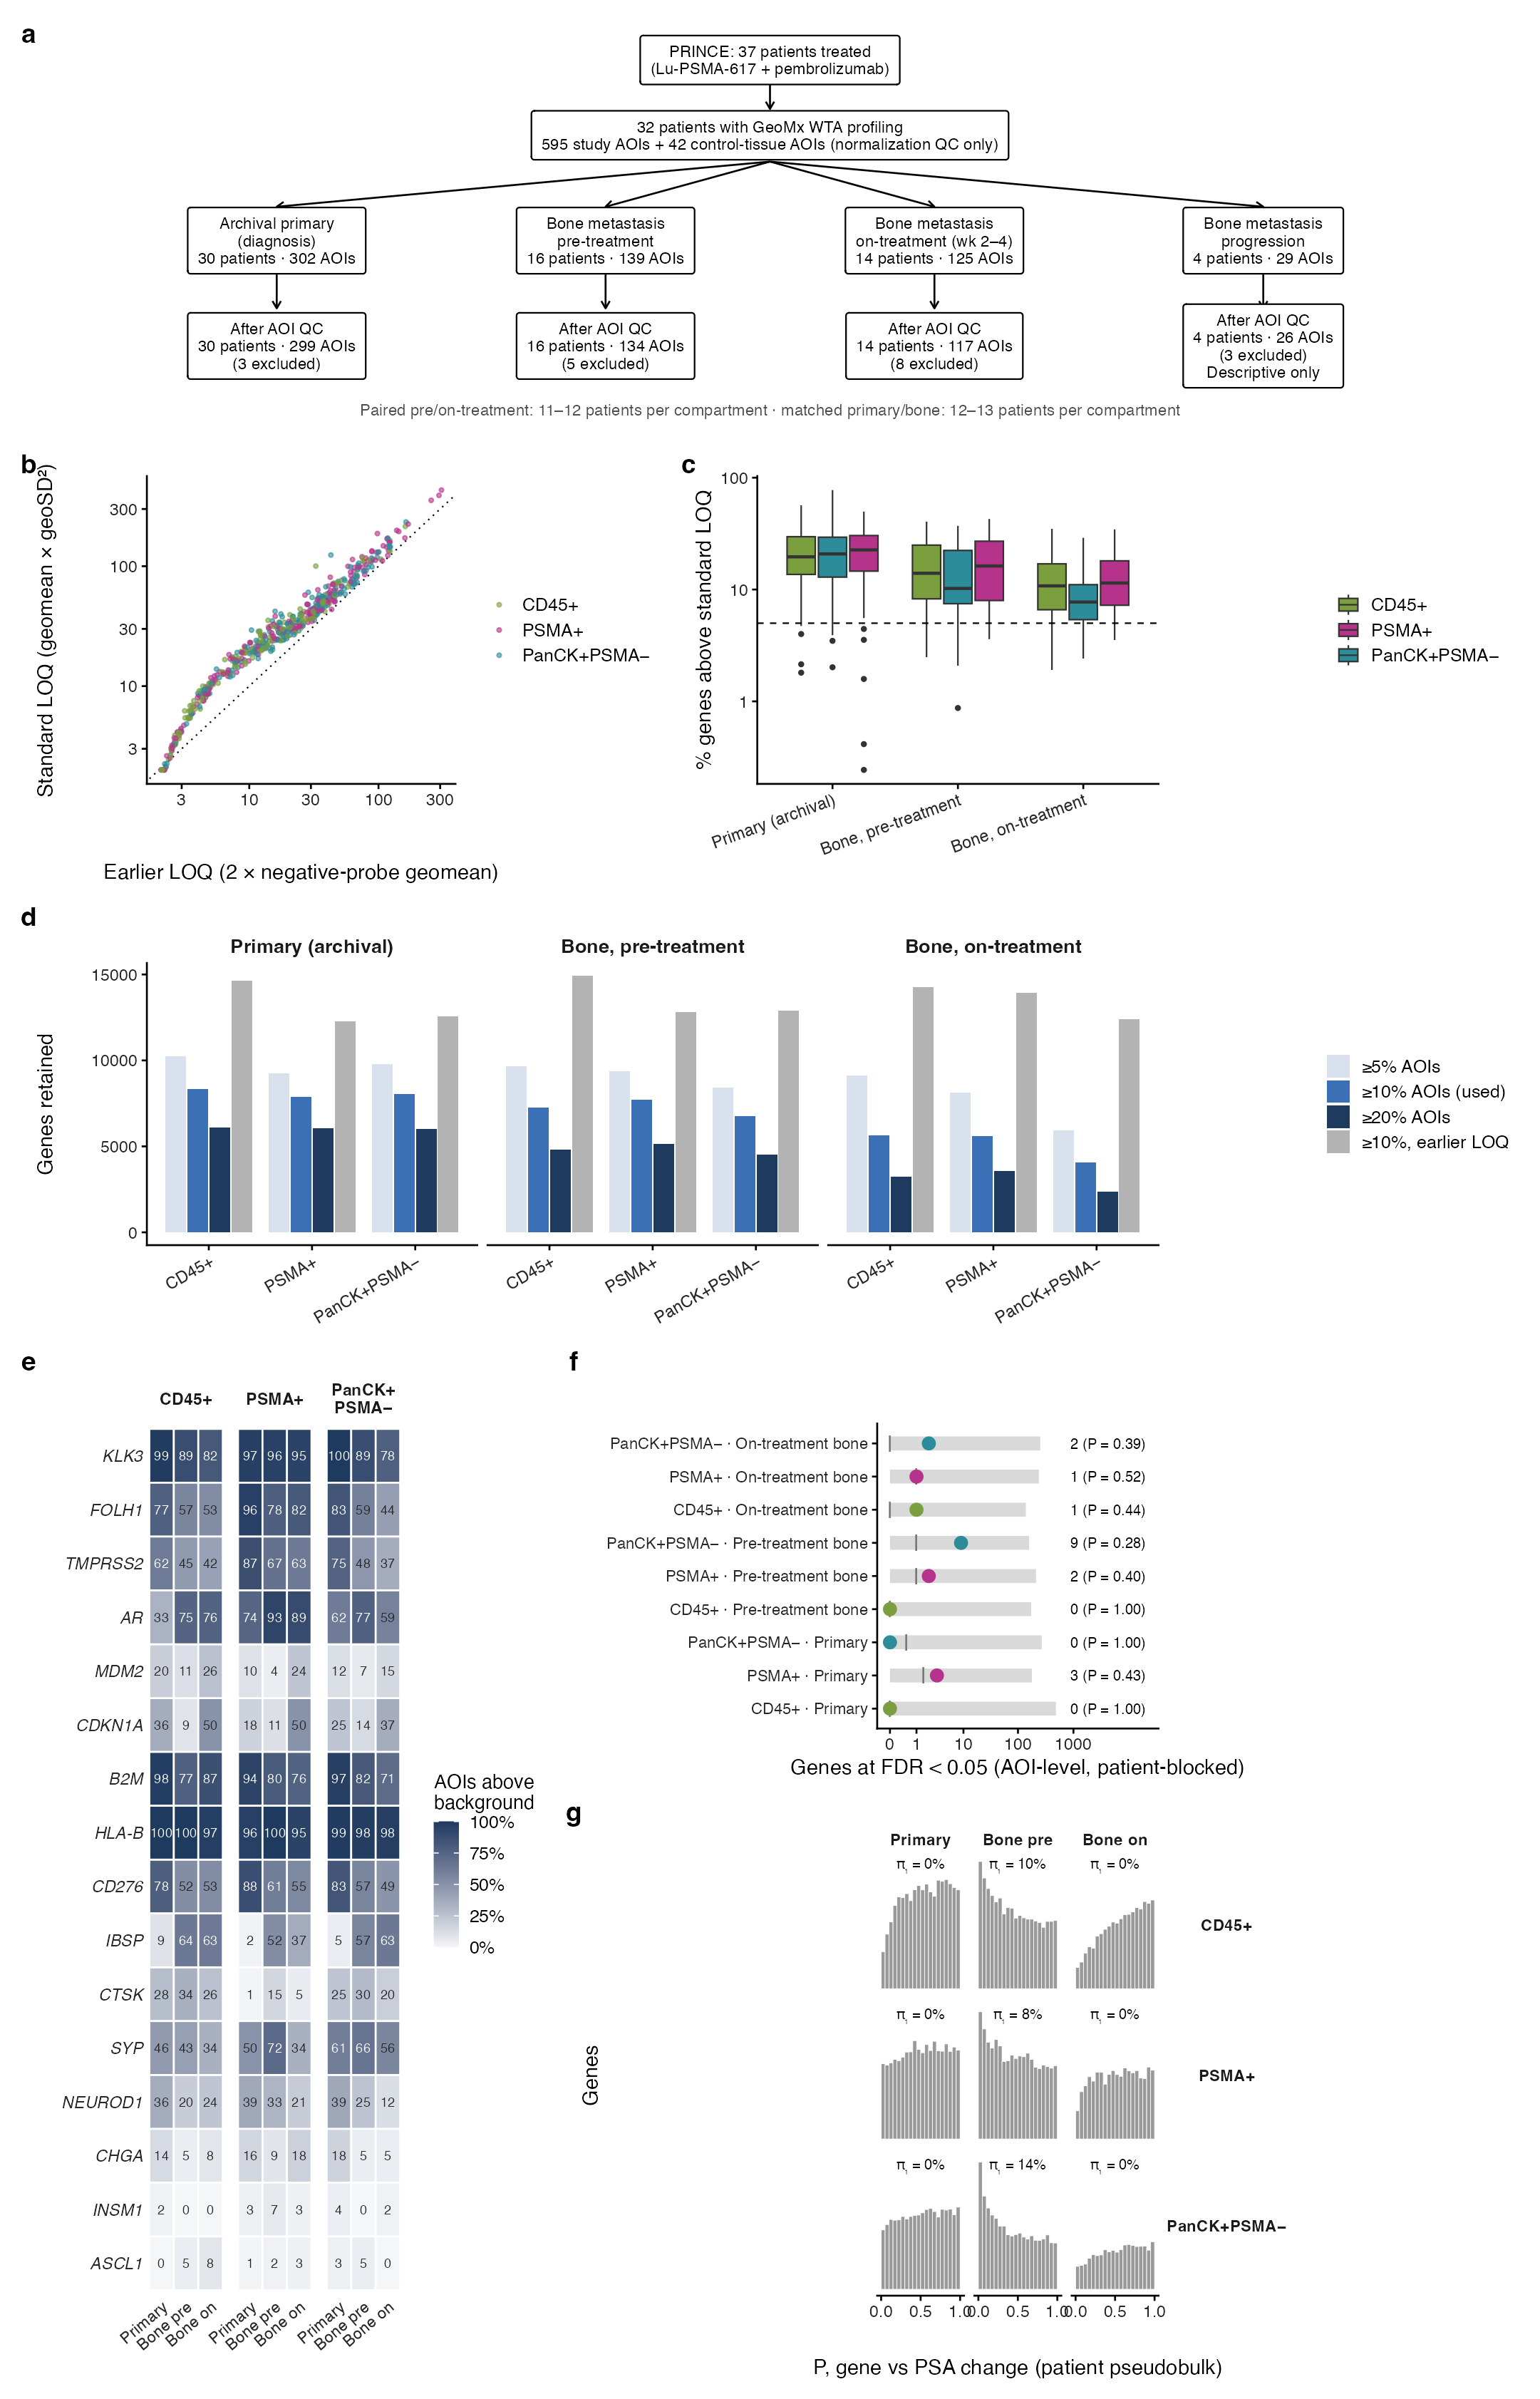 a
PRINCE: 37 patients treated
(Lu-PSMA-617 + pembrolizumab)
32 patients with GeoMx WTA profiling
595 study AOIs + 42 control-tissue AOIs (normalization QC only)
Archival primary
(diagnosis)
30 patients · 302 AOIs
Bone metastasis
pre-treatment
16 patients · 139 AOIs
Bone metastasis
on-treatment (wk 2–4)
14 patients · 125 AOIs
Bone metastasis
progression
4 patients · 29 AOIs
After AOI QC
30 patients · 299 AOIs
(3 excluded)
After AOI QC
16 patients · 134 AOIs
(5 excluded)
After AOI QC
14 patients · 117 AOIs
(8 excluded)
After AOI QC
4 patients · 26 AOIs
(3 excluded)
Descriptive only
Paired pre/on-treatment: 11–12 patients per compartment · matched primary/bone: 12–13 patients per compartment
b
Standard LOQ (geomean × geoSD²)
300
100
30
10
3
3 10 30 100 300
Earlier LOQ (2 × negative-probe geomean)
CD45+
PSMA+
PanCK+PSMA–
c
% genes above standard LOQ
100
10
1
Primary (archival)
Bone, pre-treatment
Bone, on-treatment
CD45+
PSMA+
PanCK+PSMA–
d
Primary (archival) Bone, pre-treatment Bone, on-treatment
Genes retained
15000
10000
5000
0
CD45+ PSMA+ PanCK+PSMA– CD45+ PSMA+ PanCK+PSMA– CD45+ PSMA+ PanCK+PSMA–
≥5% AOIs
≥10% AOIs (used)
≥20% AOIs
≥10%, earlier LOQ
e
CD45+ PSMA+ PanCK+
PSMA–
KLK3 99 89 82 97 96 95 100 89 78
FOLH1 77 57 53 96 78 82 83 59 44
TMPRSS2 62 45 42 87 67 63 75 48 37
AR 33 75 76 74 93 89 62 77 59
MDM2 20 11 26 10 4 24 12 7 15
CDKN1A 36 9 50 18 11 50 25 14 37
B2M 98 77 87 94 80 76 97 82 71
HLA-B 100 100 97 96 100 95 99 98 98
CD276 78 52 53 88 61 55 83 57 49
IBSP 9 64 63 2 52 37 5 57 63
CTSK 28 34 26 1 15 5 25 30 20
SYP 46 43 34 50 72 34 61 66 56
NEUROD1 36 20 24 39 33 21 39 25 12
CHGA 14 5 8 16 9 18 18 5 5
INSM1 2 0 0 3 7 3 4 0 2
ASCL1 0 5 8 1 2 3 3 5 0
Primary Bone pre Bone on Primary Bone pre Bone on Primary Bone pre Bone on
AOIs above
background
100%
75%
50%
25%
0%
f
PanCK+PSMA– · On-treatment bone 2 (P = 0.39)
PSMA+ · On-treatment bone 1 (P = 0.52)
CD45+ · On-treatment bone 1 (P = 0.44)
PanCK+PSMA– · Pre-treatment bone 9 (P = 0.28)
PSMA+ · Pre-treatment bone 2 (P = 0.40)
CD45+ · Pre-treatment bone 0 (P = 1.00)
PanCK+PSMA– · Primary 0 (P = 1.00)
PSMA+ · Primary 3 (P = 0.43)
CD45+ · Primary 0 (P = 1.00)
0 1 10 100 1000
Genes at FDR < 0.05 (AOI-level, patient-blocked)
g
Primary Bone pre Bone on
π₁ = 0% π₁ = 10% π₁ = 0%
CD45+
π₁ = 0% π₁ = 8% π₁ = 0%
PSMA+
π₁ = 0% π₁ = 14% π₁ = 0%
PanCK+PSMA–
Genes
0.0 0.5 1.0 0.0 0.5 1.0 0.0 0.5 1.0
P, gene vs PSA change (patient pseudobulk)